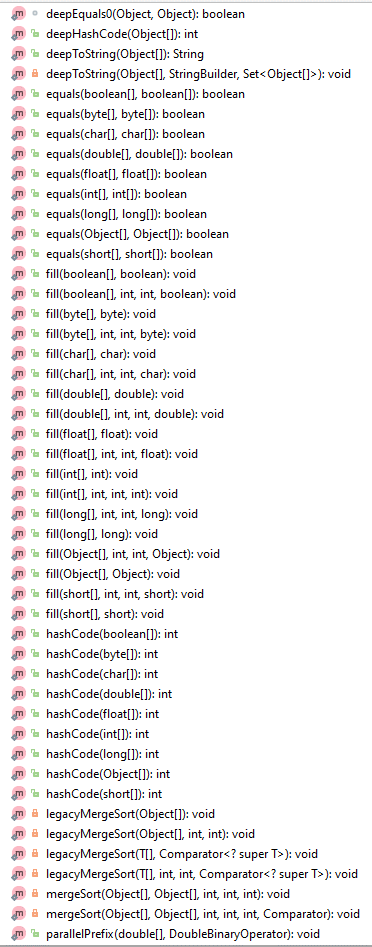 deepEquals0(Object, Object): boolean
deepHashCode(Object[]): int
deepToString(Object[]): String
deepToString(Object[], StringBuilder, Set<Object[]>): void
equals(boolean[], boolean[]): boolean
equals(byte[], byte[]): boolean
equals(char[], char[]): boolean
equals(double[], double[]): boolean
equals(float[], float[]): boolean
equals(int[], int[]): boolean
equals(long[], long[]): boolean
equals(Object[], Object[]): boolean
equals(short[], short[]): boolean
fill(boolean[], boolean): void
fill(boolean[], int, int, boolean): void
fill(byte[], byte): void
fill(byte[], int, int, byte): void
fill(char[], char): void
fill(char[], int, int, char): void
fill(double[], double): void
fill(double[], int, int, double): void
fill(float[], float): void
fill(float[], int, int, float): void
fill(int[], int): void
fill(int[], int, int, int): void
fill(long[], int, int, long): void
fill(long[], long): void
fill(Object[], int, int, Object): void
fill(Object[], Object): void
fill(short[], int, int, short): void
fill(short[], short): void
hashCode(boolean[]): int
hashCode(byte[]): int
hashCode(char[]): int
hashCode(double[]): int
hashCode(float[]): int
hashCode(int[]): int
hashCode(long[]): int
hashCode(Object[]): int
hashCode(short[]): int
legacyMergeSort(Object[]): void
legacyMergeSort(Object[], int, int): void
legacyMergeSort(T[], Comparator<? super T>): void
legacyMergeSort(T[], int, int, Comparator<? super T>): void
mergeSort(Object[], Object[], int, int, int): void
mergeSort(Object[], Object[], int, int, int, Comparator): void
parallelPrefix(double[], DoubleBinaryOperator): void